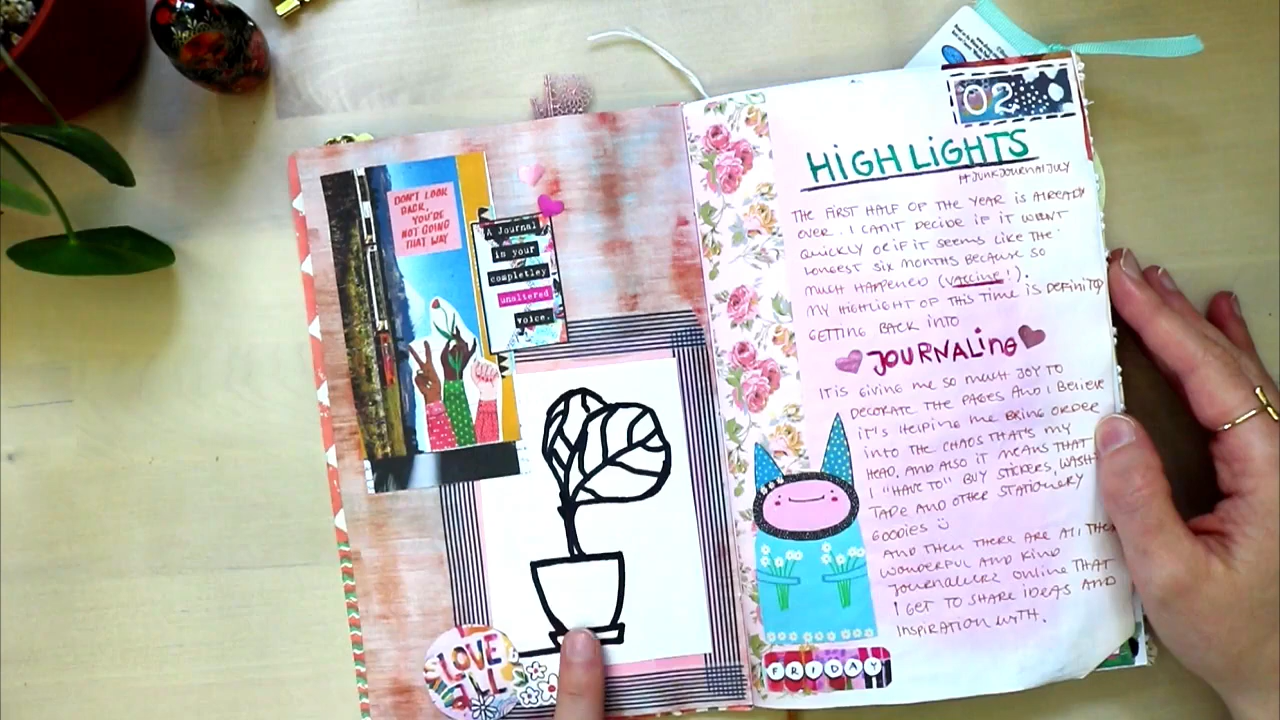 DON'T LOOK
BACK,
YOU'RE
NOT GOING
THAT WAY
A Journal
in your
completley
unaltered
voice.
LOVE
ALL
02
HIGHLIGHTS
#JUNKJOURNALJULY
THE FIRST HALF OF THE YEAR IS ALREADY
OVER. I CAN'T DECIDE IF IT WENT
QUICKLY OR IF IT SEEMS LIKE THE
LONGEST SIX MONTHS BECAUSE SO
MUCH HAPPENED (VACCINE!).
MY HIGHLIGHT OF THIS TIME IS DEFINITLY
GETTING BACK INTO
JOURNALING
IT IS GIVING ME SO MUCH JOY TO
DECORATE THE PAGES AND I BELIEVE
IT'S HELPING ME BRING ORDER
INTO THE CHAOS THAT'S MY
HEAD. AND ALSO IT MEANS THAT
I "HAVE TO" BUY STICKERS, WASHI
TAPE AND OTHER STATIONERY
GOODIES
AND THEN THERE ARE ALL THE
WONDERFUL AND KIND
JOURNALERS ONLINE THAT
I GET TO SHARE IDEAS AND
INSPIRATION WITH.
FRIDAY